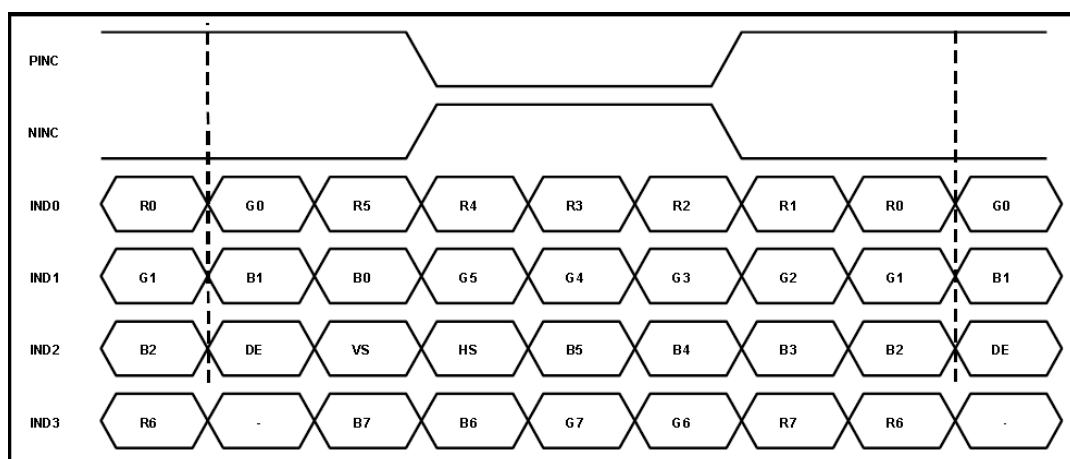 PINC
NINC
IND0 R0 G0 R5 R4 R3 R2 R1 R0 G0
IND1 G1 B1 B0 G5 G4 G3 G2 G1 B1
IND2 B2 DE VS HS B5 B4 B3 B2 DE
IND3 R6 - B7 B6 G7 G6 R7 R6 -